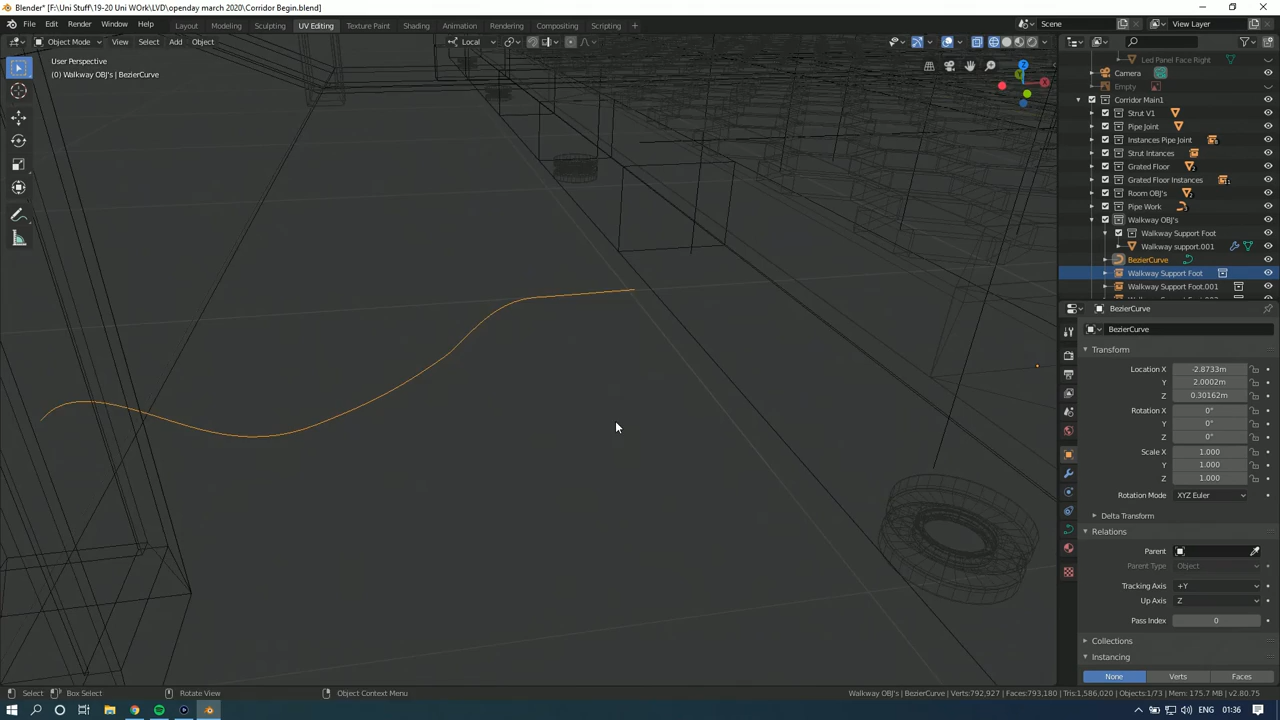 Blender* [F:\Uni Stuff\19-20 Uni WOrk\LVD\openday march 2020\Corridor Begin.blend]
File Edit Render Window Help Layout Modeling Sculpting UV Editing Texture Paint Shading Animation Rendering Compositing Scripting Scene View Layer
Object Mode View Select Add Object Local
User Perspective
(0) Walkway OBJ's | BezierCurve
Led Panel Face Right
Camera
Empty
Corridor Main1
Strut V1
Pipe Joint
Instances Pipe Joint
Strut Intances
Grated Floor
Grated Floor Instances
Room OBJ's
Pipe Work
Walkway OBJ's
Walkway Support Foot
Walkway support.001
BezierCurve
Walkway Support Foot
Walkway Support Foot.001
BezierCurve
BezierCurve
Transform
Location X -2.8733m
Y 2.0002m
Z 0.30162m
Rotation X 0°
Y 0°
Z 0°
Scale X 1.000
Y 1.000
Z 1.000
Rotation Mode XYZ Euler
Delta Transform
Relations
Parent
Parent Type Object
Tracking Axis +Y
Up Axis Z
Pass Index 0
Collections
Instancing
None Verts Faces
Select Box Select Rotate View Object Context Menu Walkway OBJ's | BezierCurve | Verts:792,927 | Faces:793,180 | Tris:1,586,020 | Objects:1/73 | Mem: 175.7 MB | v2.80.75
ENG 01:36